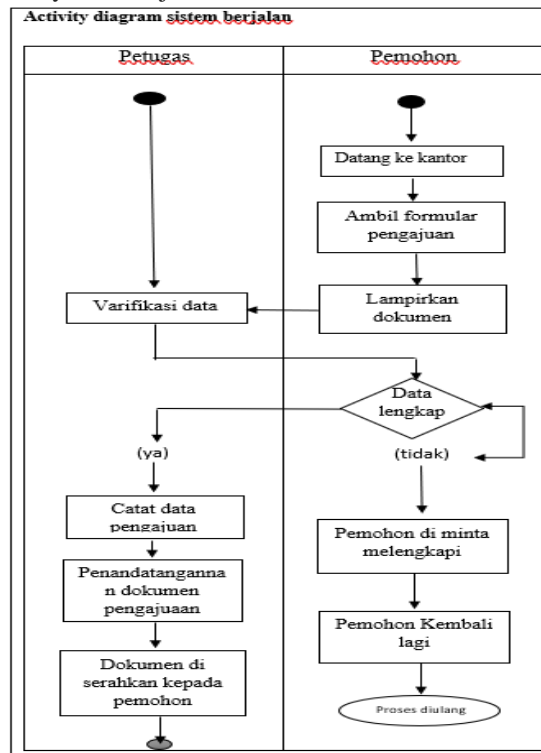 Activity diagram sistem berjalan
Petugas
Pemohon
Datang ke kantor
Ambil formular
pengajuan
Lampirkan
dokumen
Varifikasi data
Data
lengkap
(ya)
(tidak)
Catat data
pengajuan
Penandatanganna
n dokumen
pengajuaan
Dokumen di
serahkan kepada
pemohon
Pemohon di minta
melengkapi
Pemohon Kembali
lagi
Proses diulang